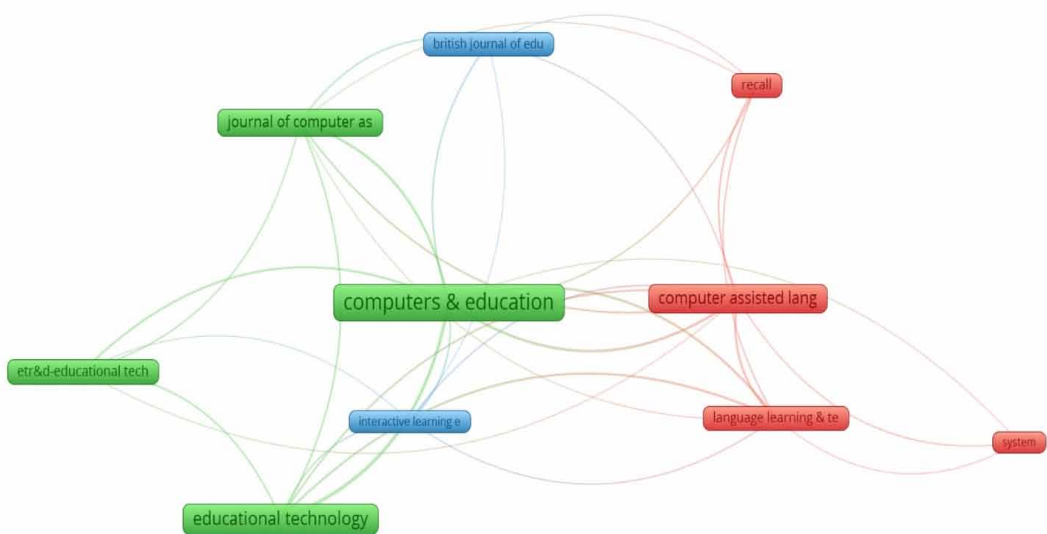 british journal of edu
recall
journal of computer as
computers & education
computer assisted lang
etr&d-educational tech
interactive learning e
language learning & te
system
educational technology